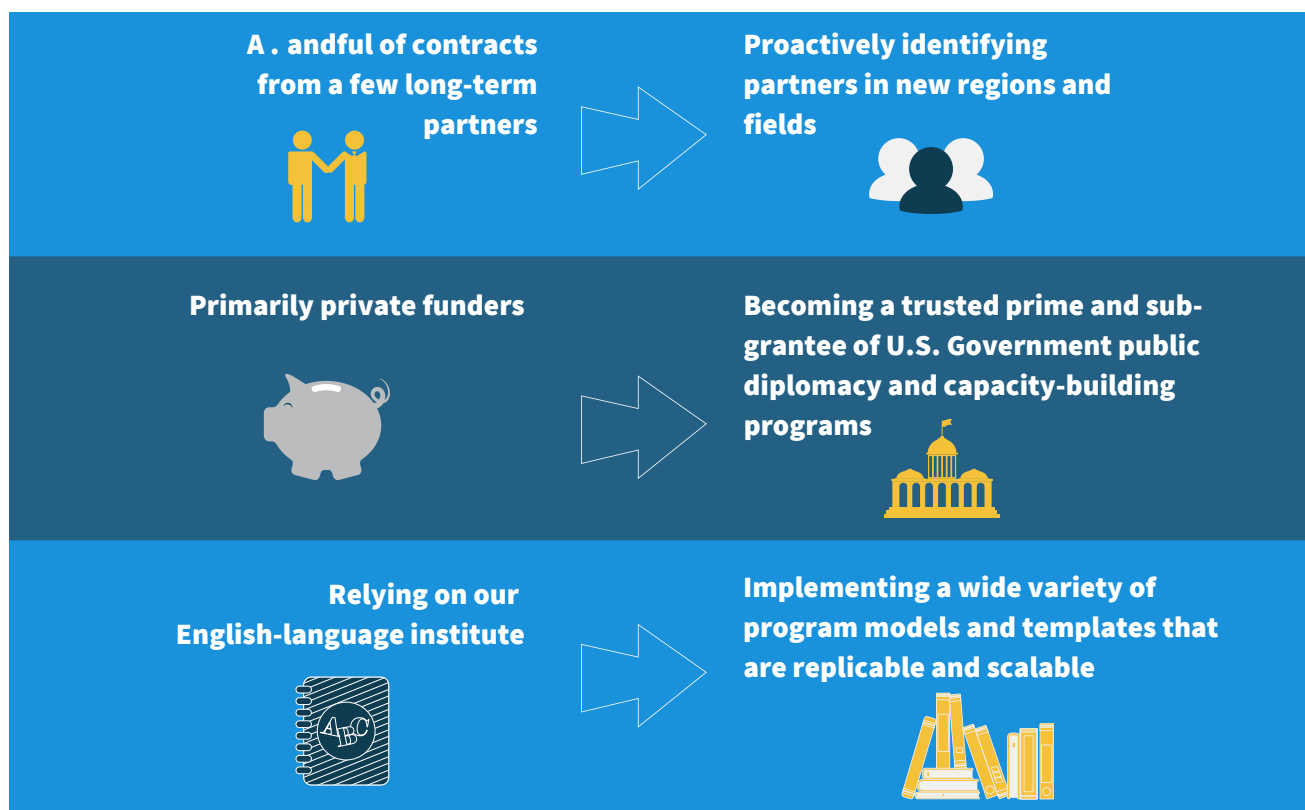 A . andful of contracts
from a few long-term
partners
Proactively identifying
partners in new regions and
fields
Primarily private funders
Becoming a trusted prime and sub-
grantee of U.S. Government public
diplomacy and capacity-building
programs
Relying on our
English-language institute
ABC
Implementing a wide variety of
program models and templates that
are replicable and scalable